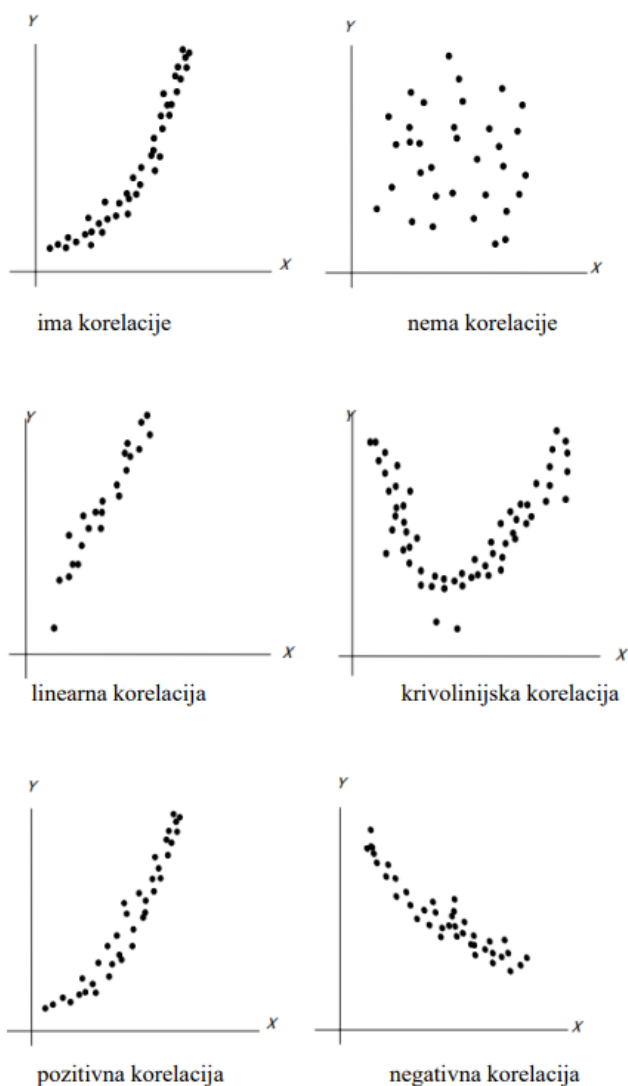 Y
Y
X
X
ima korelacije
nema korelacije
Y
Y
X
X
linearna korelacija
krivolinijska korelacija
Y
Y
X
X
pozitivna korelacija
negativna korelacija